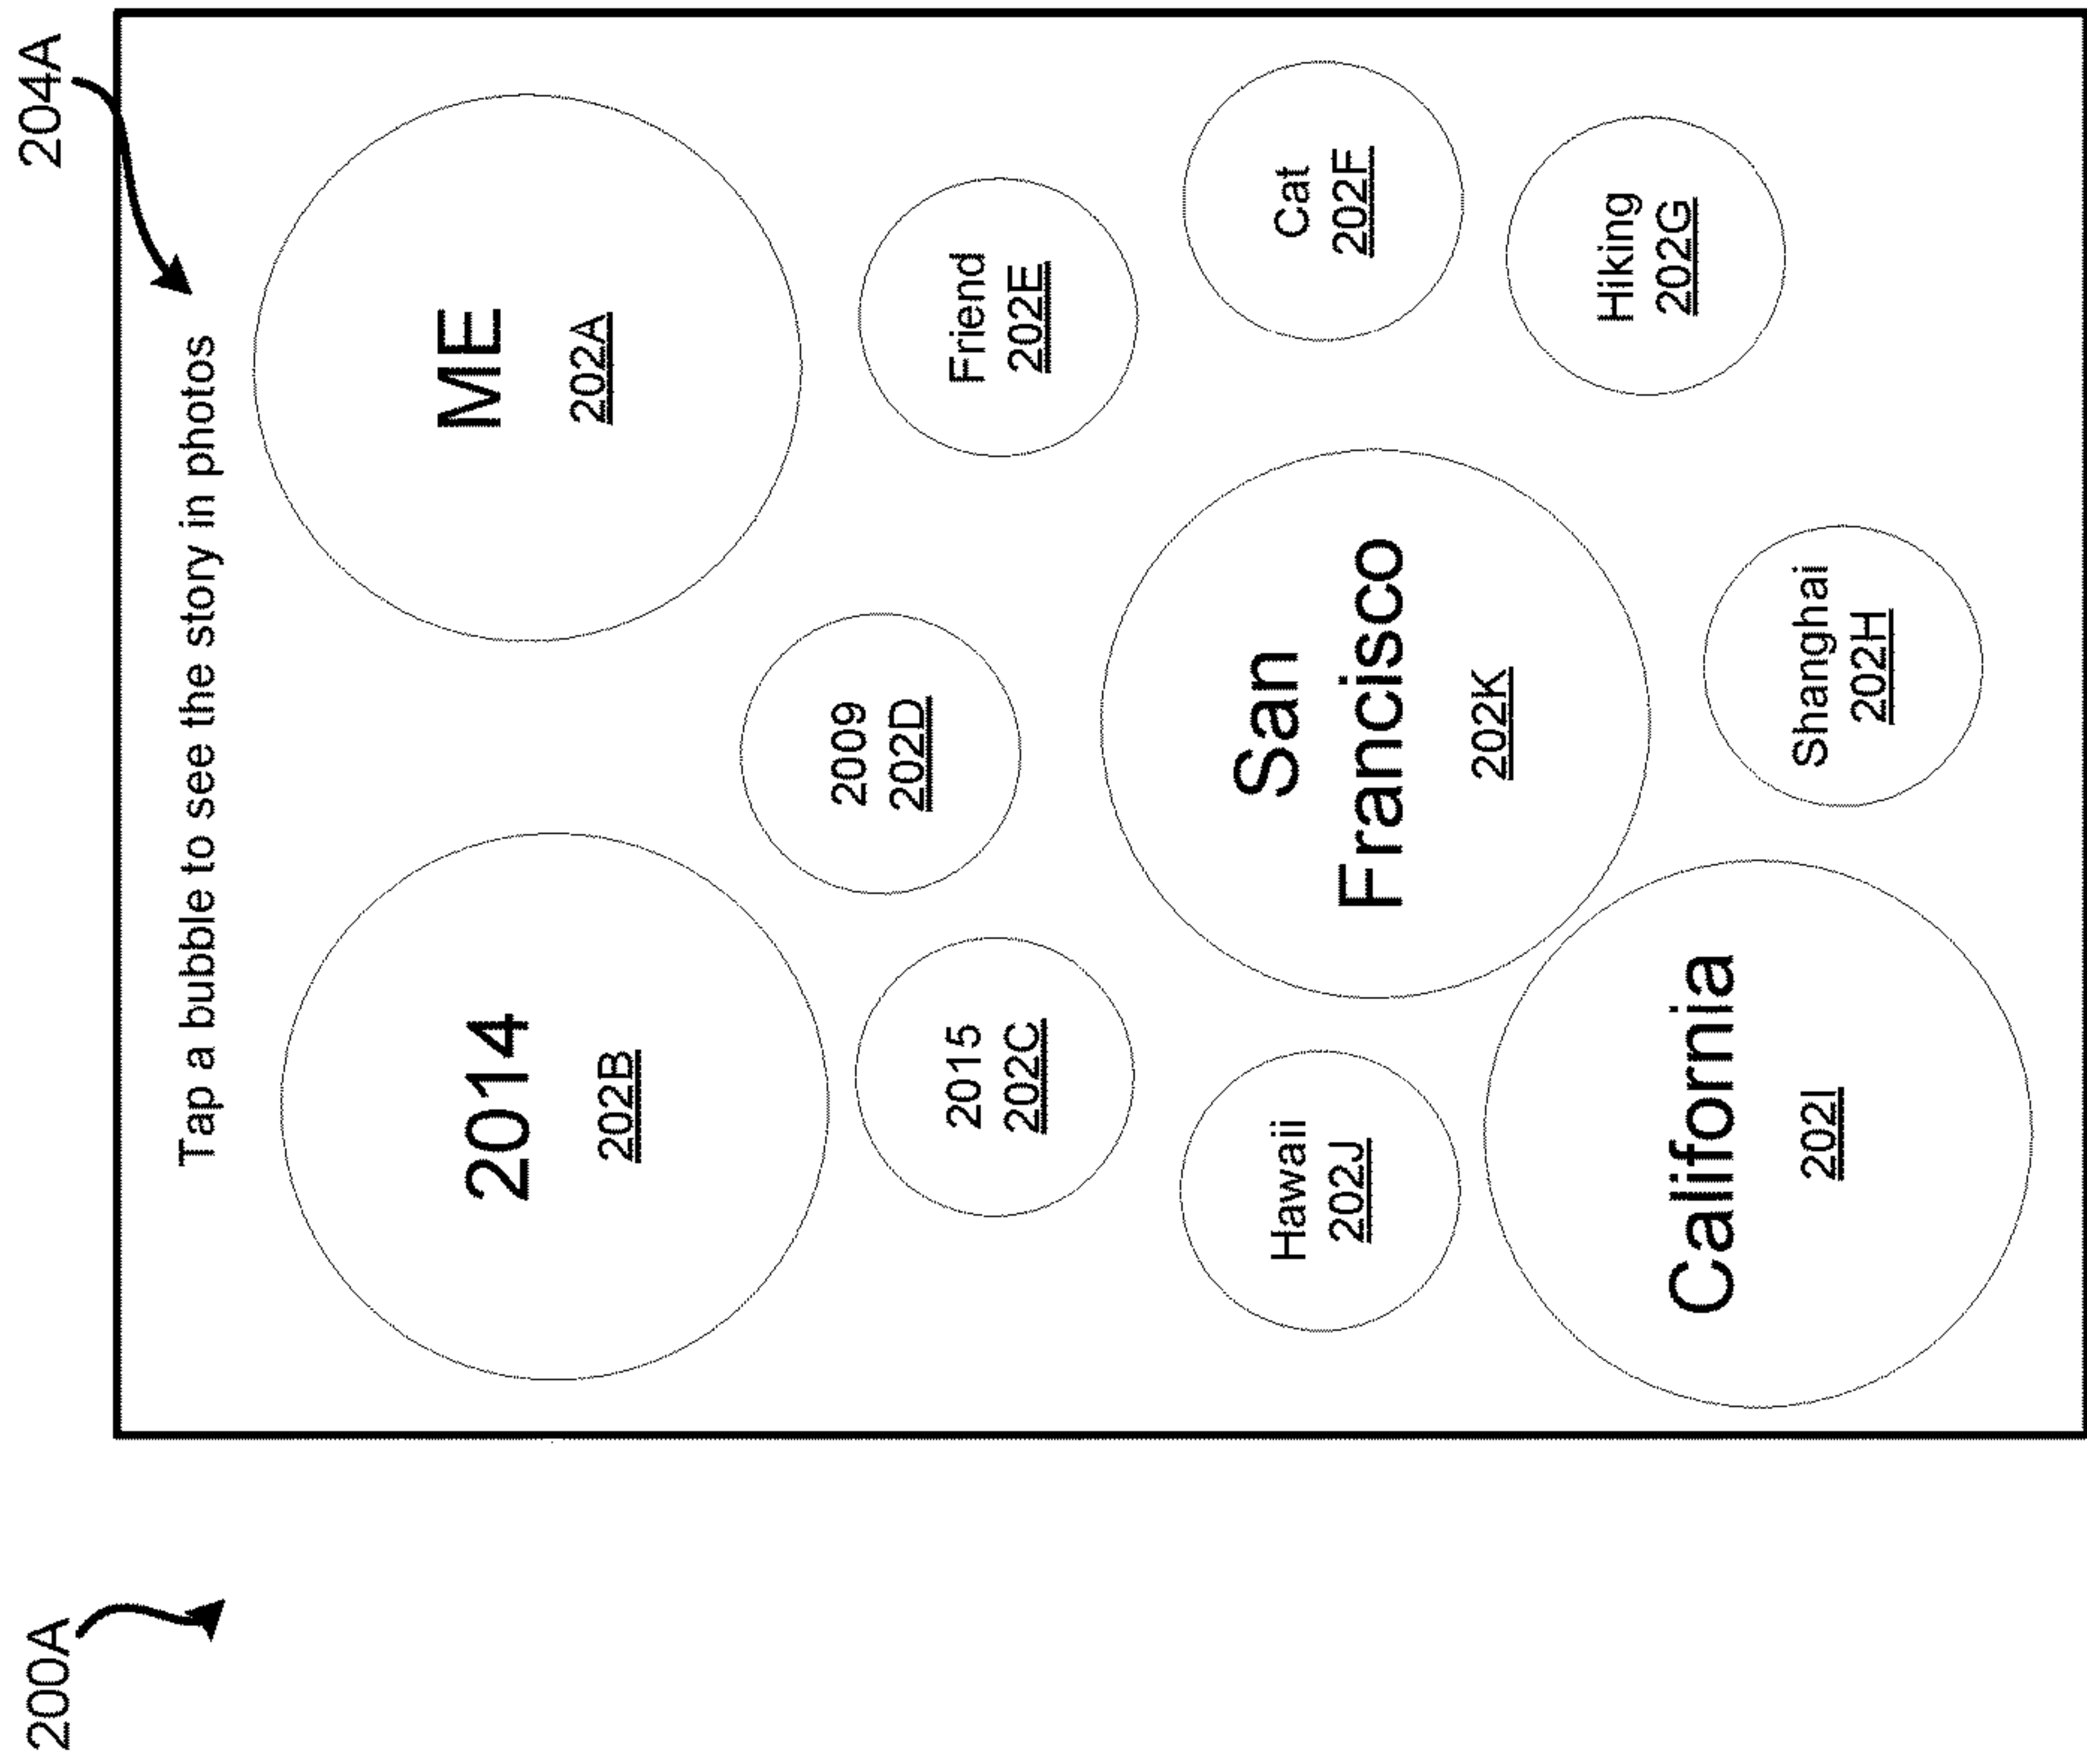 200A
204A
Tap a bubble to see the story in photos
2014
202B
ME
202A
2009
202D
2015
202C
Friend
202E
Hawaii
202J
San
Francisco
202K
Cat
202F
California
202I
Hiking
202G
Shanghai
202H